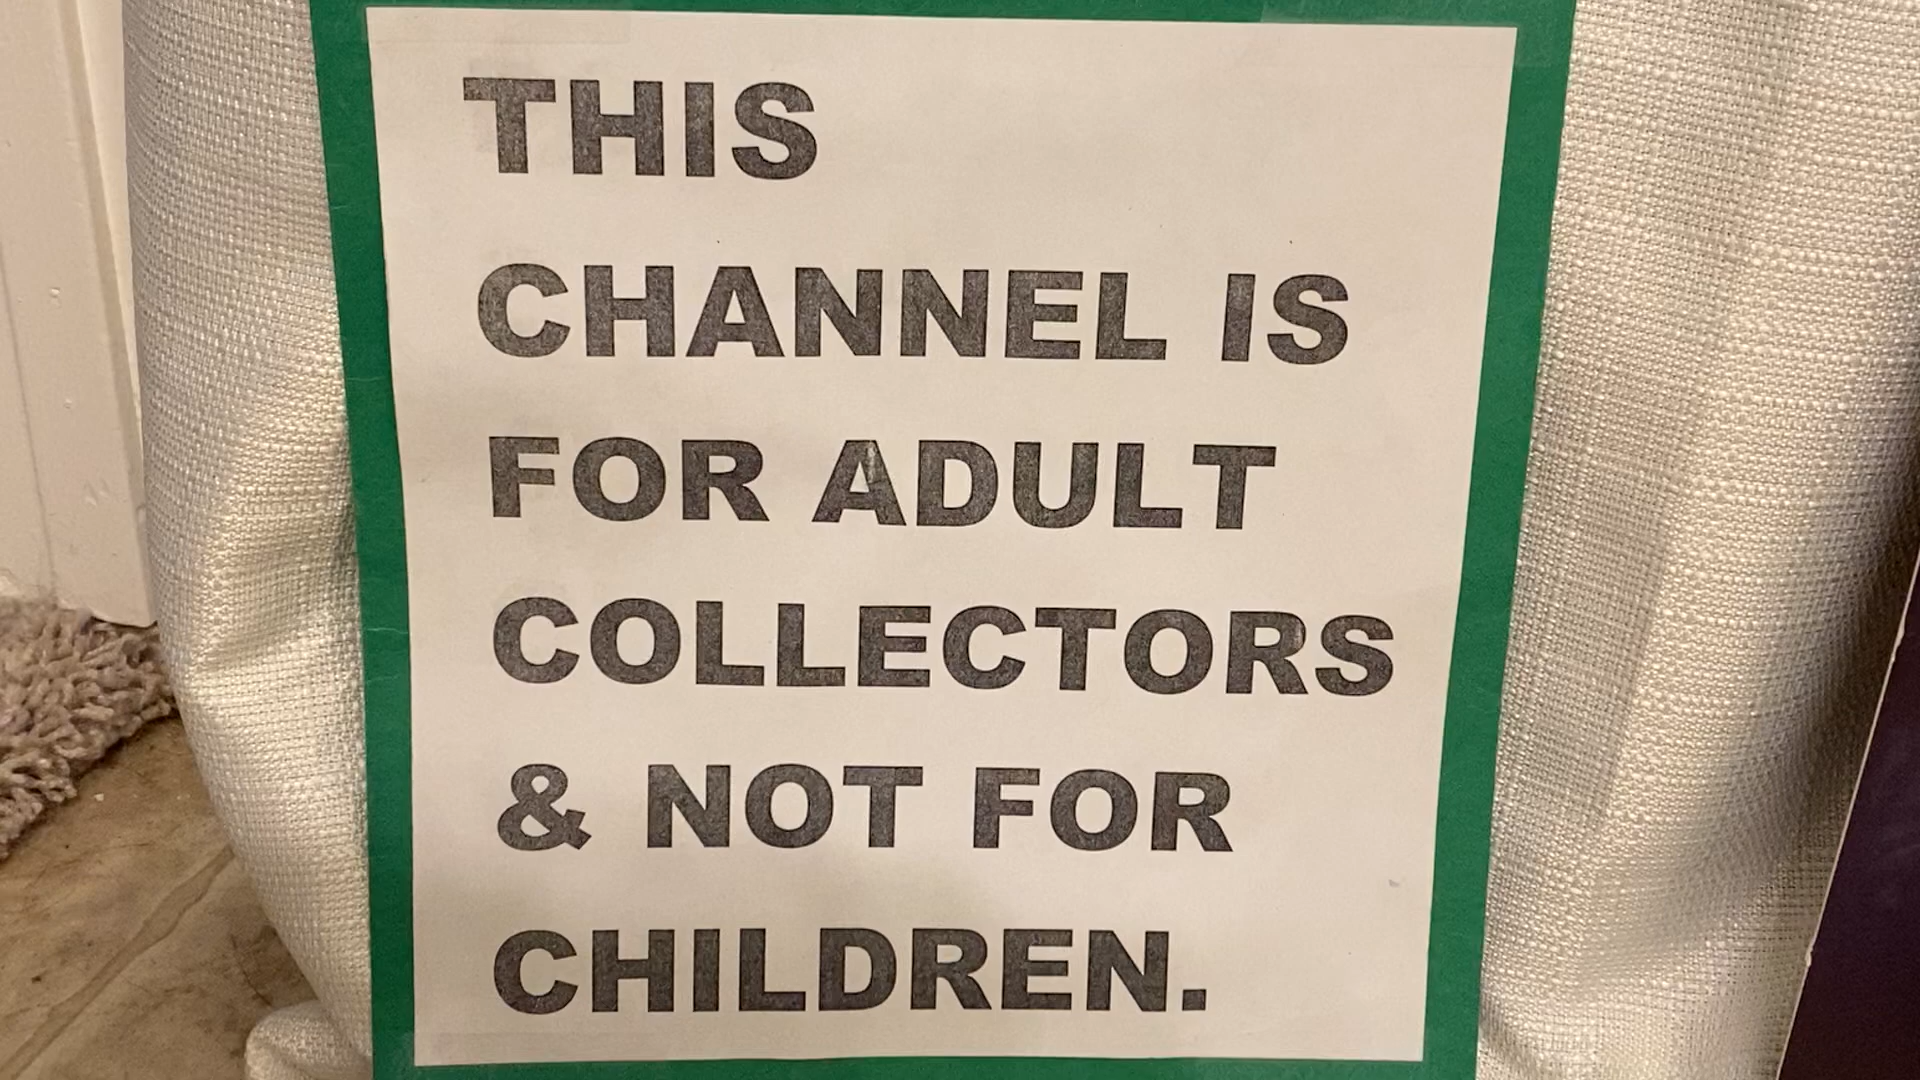 THIS
CHANNEL IS
FOR ADULT
COLLECTORS
& NOT FOR
CHILDREN.